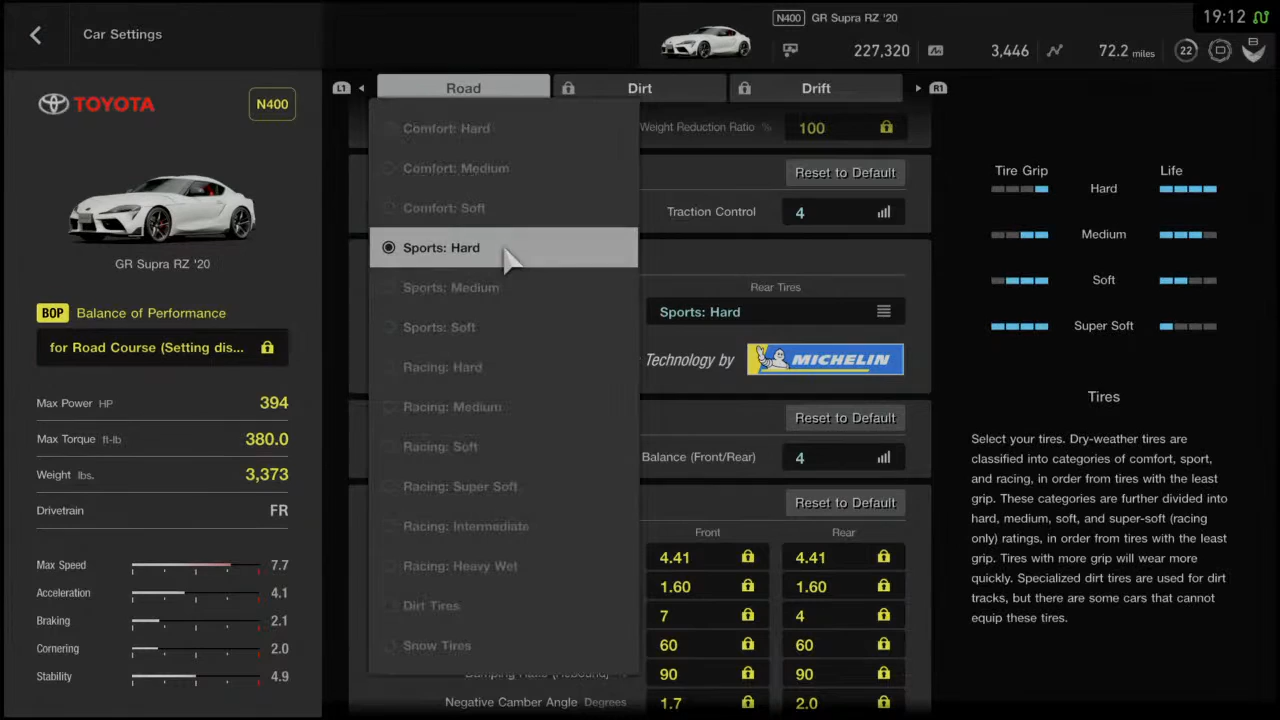 19:12
Car Settings
N400 GR Supra RZ '20
227,320 3,446 72.2 miles 22 B
TOYOTA
N400
GR Supra RZ '20
BOP Balance of Performance
for Road Course (Setting dis...
Max Power HP 394
Max Torque ft-lb 380.0
Weight lbs. 3,373
Drivetrain FR
Max Speed 7.7
Acceleration 4.1
Braking 2.1
Cornering 2.0
Stability 4.9
L1 Road Dirt Drift R1
Comfort: Hard
Comfort: Medium
Comfort: Soft
Sports: Hard
Sports: Medium
Sports: Soft
Racing: Hard
Racing: Medium
Racing: Soft
Racing: Super Soft
Racing: Intermediate
Racing: Heavy Wet
Dirt Tires
Snow Tires
Weight Reduction Ratio % 100
Reset to Default
Traction Control 4
Rear Tires
Sports: Hard
Technology by MICHELIN
Reset to Default
Balance (Front/Rear) 4
Reset to Default
Front Rear
4.41 4.41
1.60 1.60
7 4
60 60
90 90
Negative Camber Angle Degrees 1.7 2.0
Tire Grip Life
Hard
Medium
Soft
Super Soft
Tires
Select your tires. Dry-weather tires are
classified into categories of comfort, sport,
and racing, in order from tires with the least
grip. These categories are further divided into
hard, medium, soft, and super-soft (racing
only) ratings, in order from tires with the least
grip. Tires with more grip will wear more
quickly. Specialized dirt tires are used for dirt
tracks, but there are some cars that cannot
equip these tires.